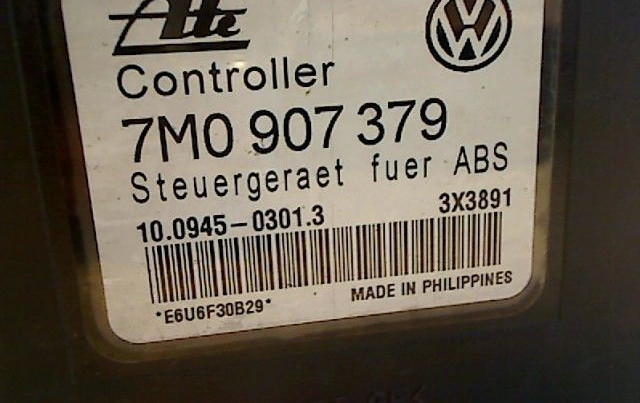 Ate
Controller
7M0 907 379
Steuergeraet fuer ABS
10.0945-0301.3 3X3891
*E6U6F30B29* MADE IN PHILIPPINES